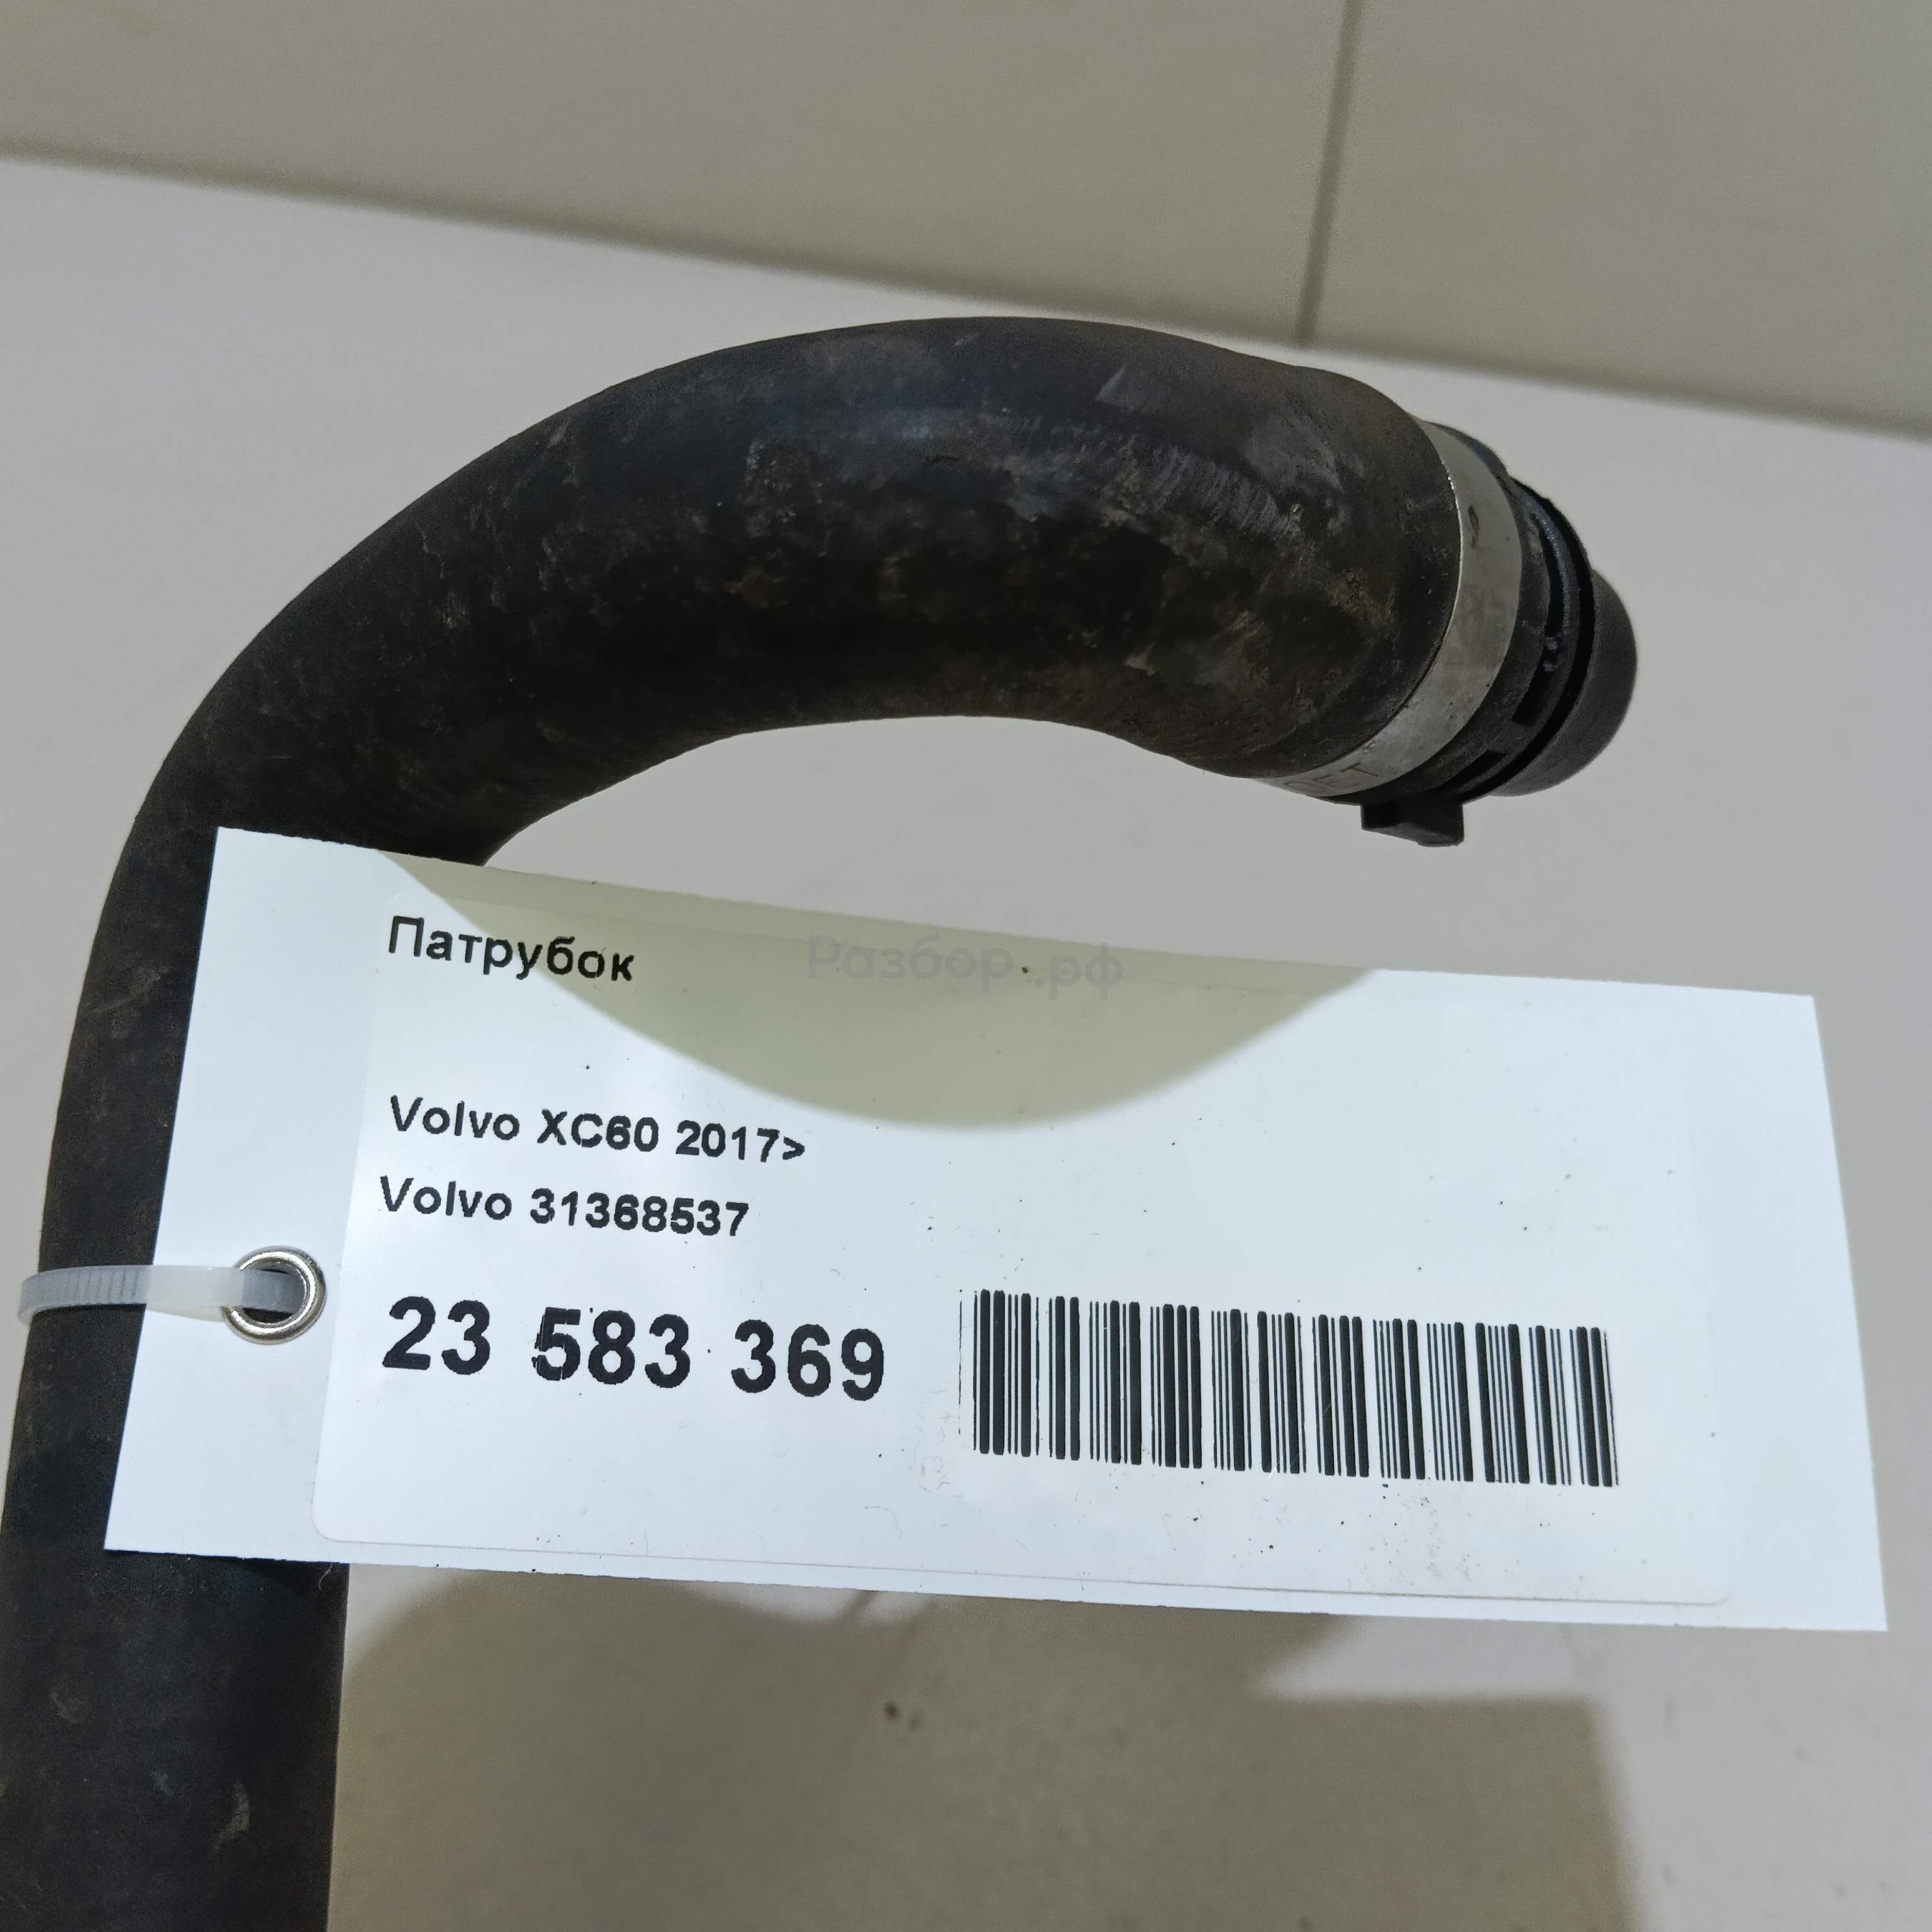 Патрубок
Разбор.рф
Volvo XC60 2017>
Volvo 31368537
23 583 369